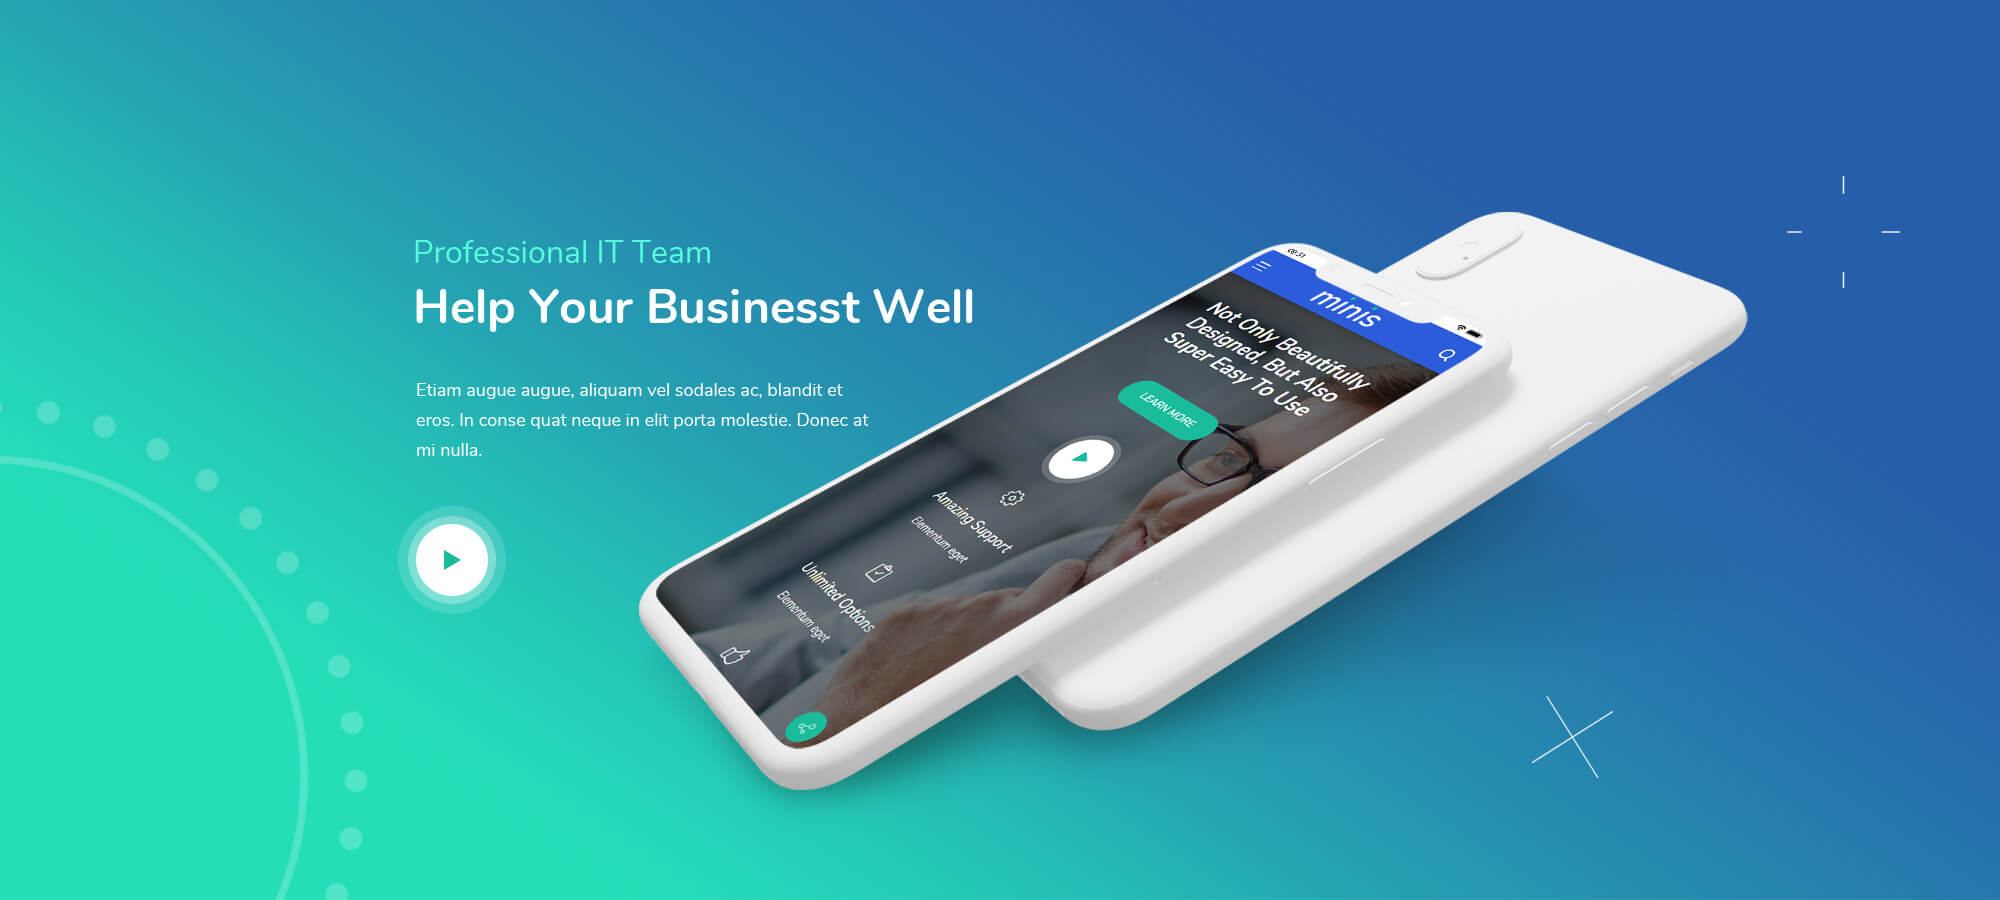 Professional IT Team
Help Your Businesst Well
Etiam augue augue, aliquam vel sodales ac, blandit et
eros. In conse quat neque in elit porta molestie. Donec at
mi nulla.
minis
Not Only Beautifully
Designed, But Also
Super Easy To Use
LEARN MORE
Amazing Support
Elementum eget
Unlimited Options
Elementum eget